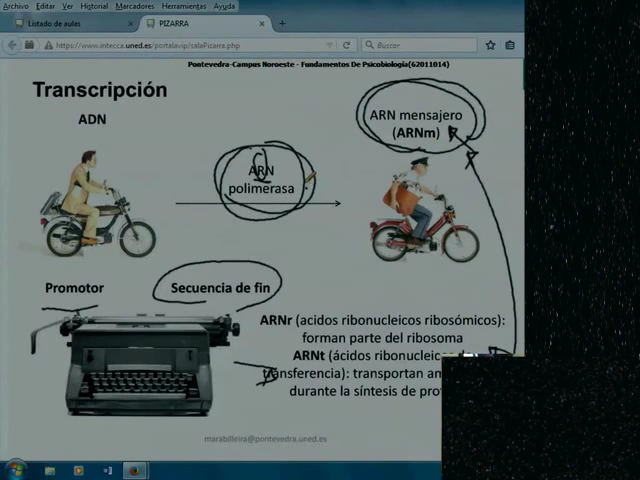 Archivo Editar Ver Historial Marcadores Herramientas Ayuda
Listado de aulas PIZARRA
https://www.intecca.uned.es/portalavip/salaPizarra.php Buscar
Pontevedra-Campus Noroeste - Fundamentos De Psicobiología(62011014)
Transcripción
ADN
ARN mensajero
(ARNm)
ARN
polimerasa
Promotor
Secuencia de fin
ARNr (acidos ribonucleicos ribosómicos):
forman parte del ribosoma
ARNt (ácidos ribonucleicos
transferencia): transportan
durante la síntesis de
marabilleira@pontevedra.uned.es